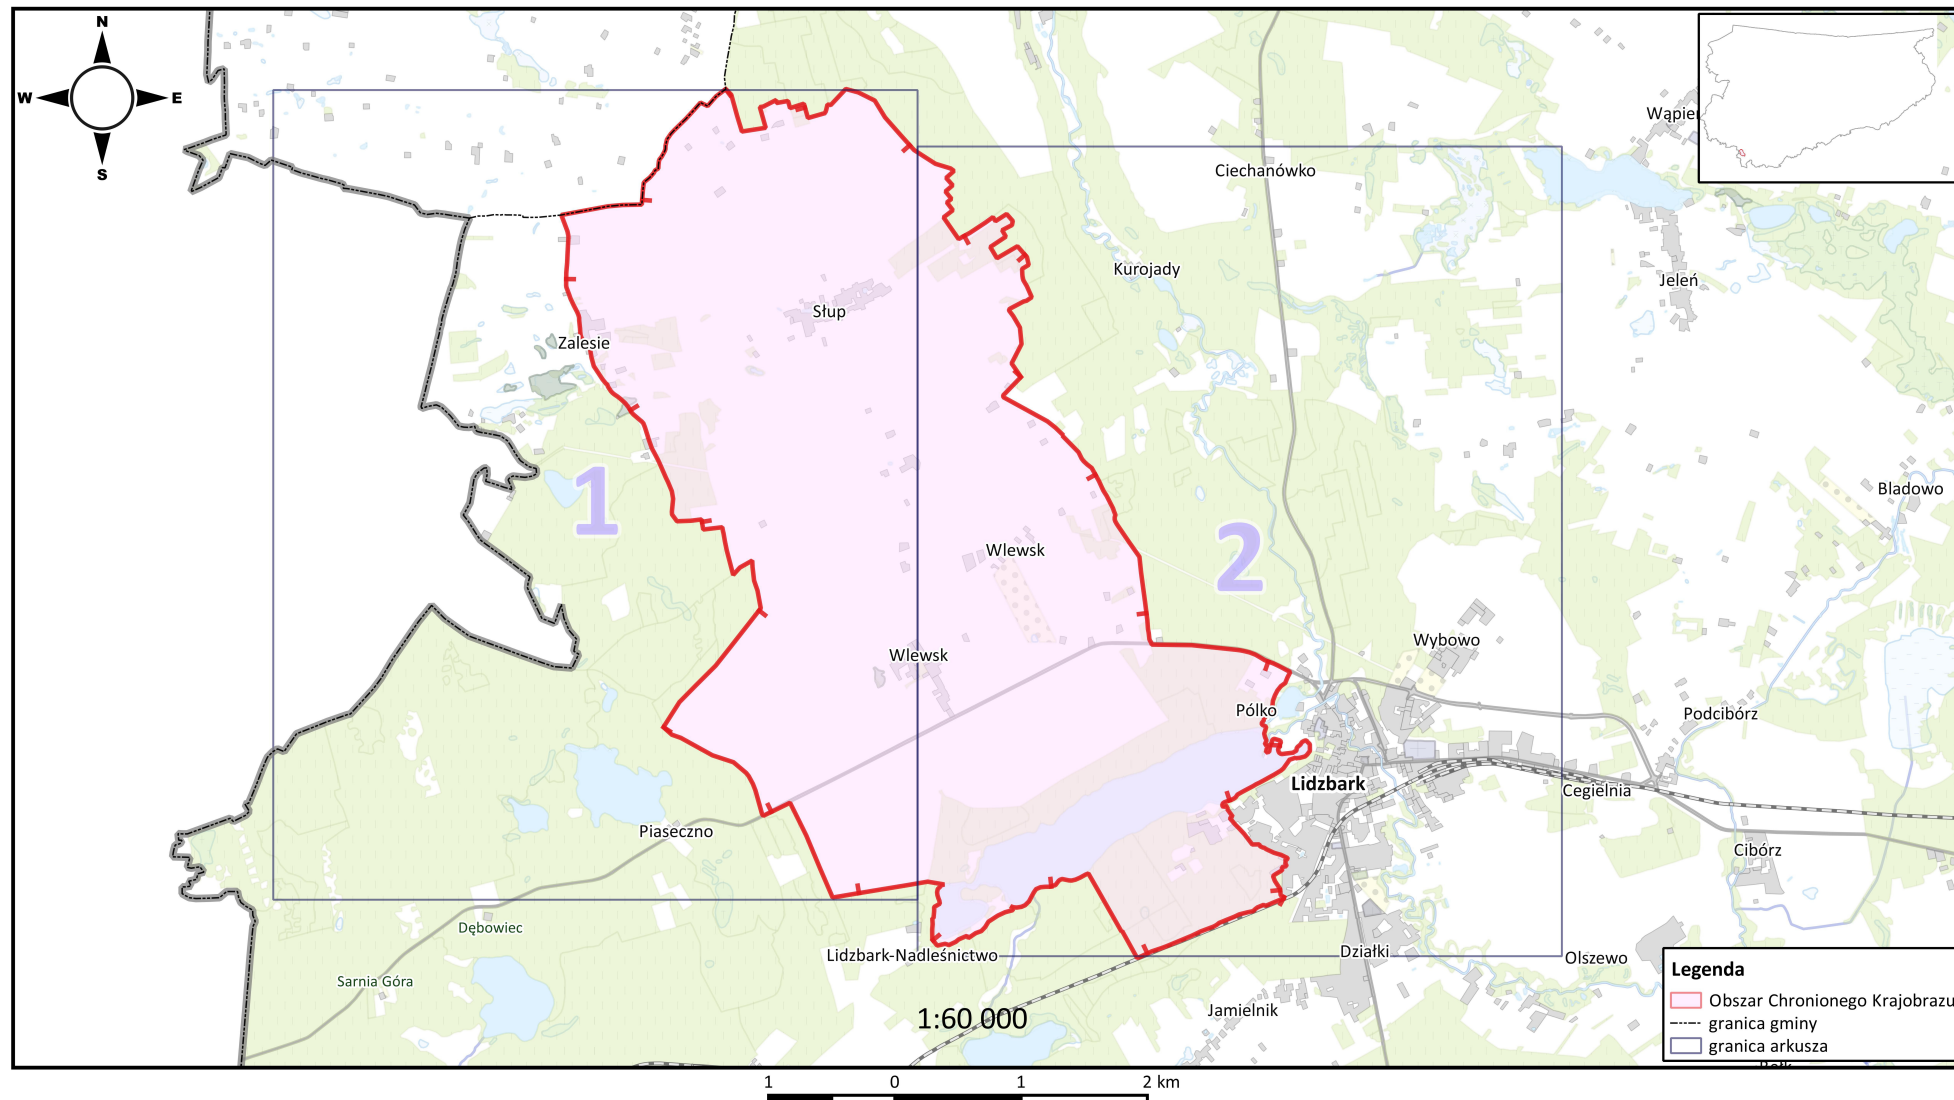 N
W
E
S
Wąpier
Ciechanówko
Kurojady
Jeleń
Słup
Zalesie
1
2
Bladowo
Wlewsk
Wybowo
Wlewsk
Pólko
Podcibórz
Lidzbark
Cegielnia
Piaseczno
Cibórz
Dębowiec
Lidzbark-Nadleśnictwo
Działki
Olszewo
Sarnia Góra
Jamielnik
1:60 000
Legenda
Obszar Chronionego Krajobrazu
granica gminy
granica arkusza
1 0 1 2 km